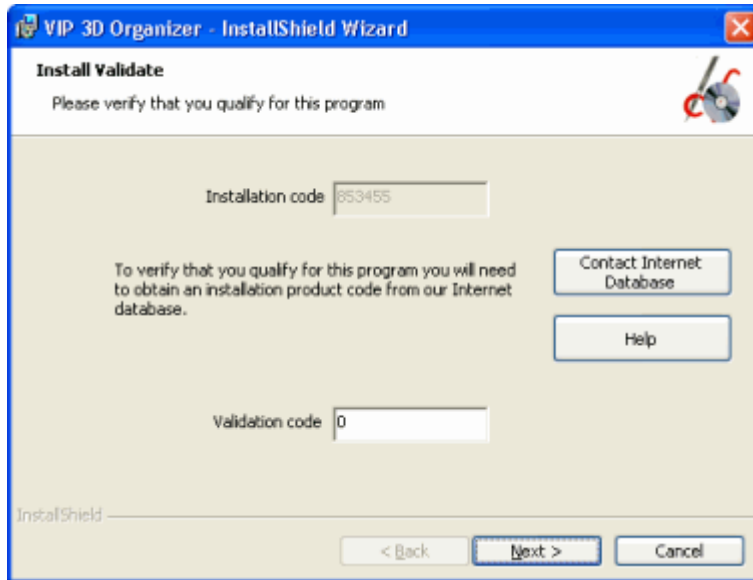 VIP 3D Organizer - InstallShield Wizard
Install Validate
Please verify that you qualify for this program
Installation code 853455
To verify that you qualify for this program you will need
to obtain an installation product code from our Internet
database.
Contact Internet
Database
Help
Validation code 0
InstallShield
< Back
Next >
Cancel